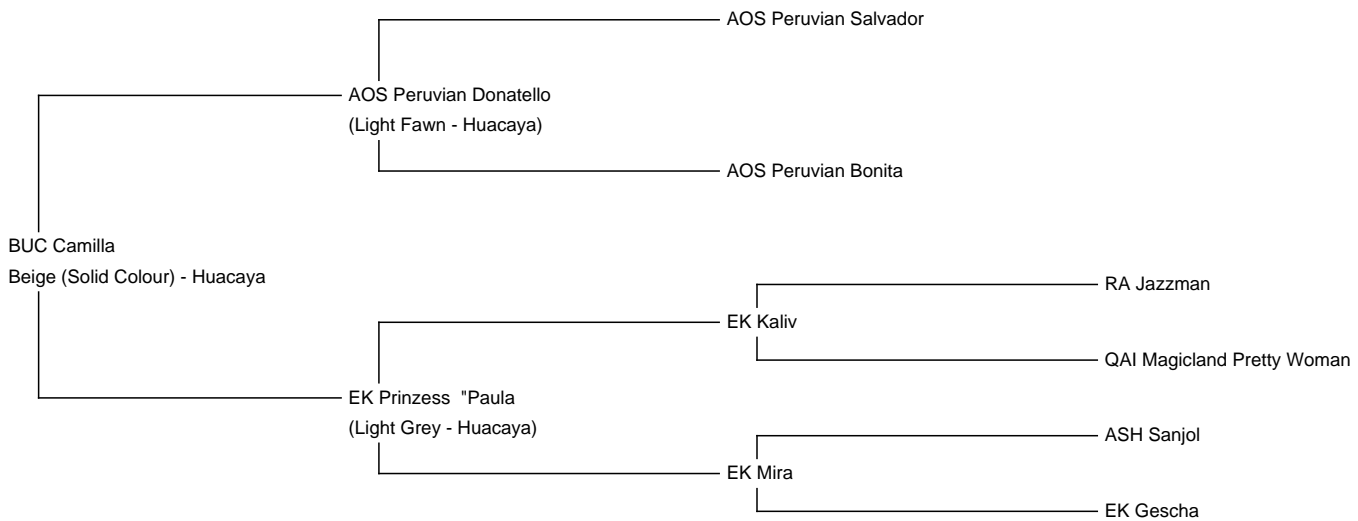 AOS Peruvian Salvador
AOS Peruvian Donatello
(Light Fawn - Huacaya)
AOS Peruvian Bonita
BUC Camilla
Beige (Solid Colour) - Huacaya
RA Jazzman
EK Kaliv
QAI Magicland Pretty Woman
EK Prinzess  "Paula
(Light Grey - Huacaya)
ASH Sanjol
EK Mira
EK Gescha